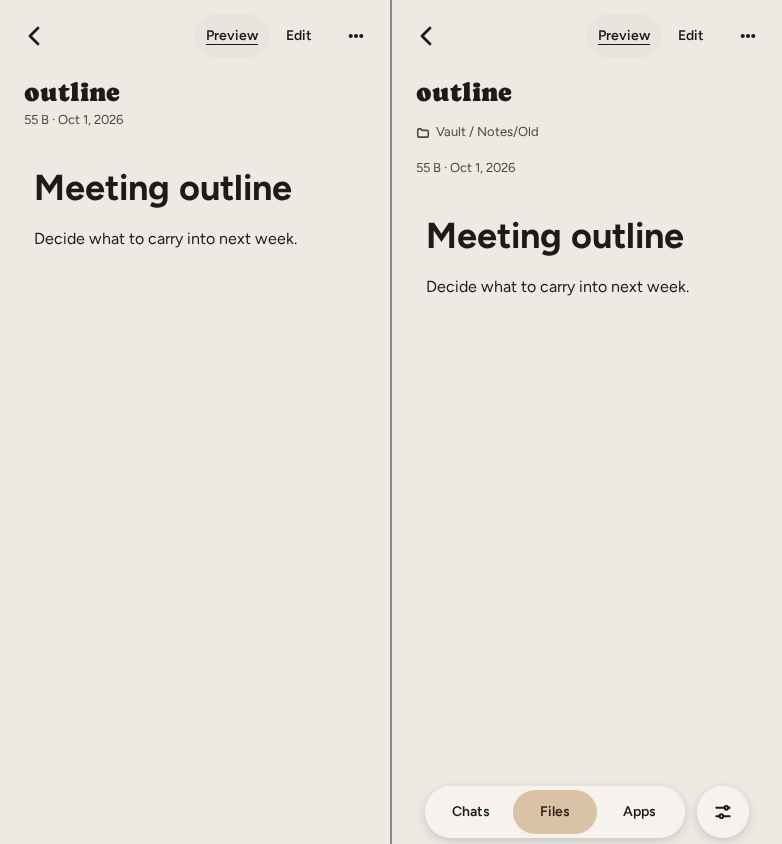 Preview Edit
outline
55 B · Oct 1, 2026
Meeting outline
Decide what to carry into next week.
Preview Edit
outline
Vault / Notes/Old
55 B · Oct 1, 2026
Meeting outline
Decide what to carry into next week.
Chats Files Apps